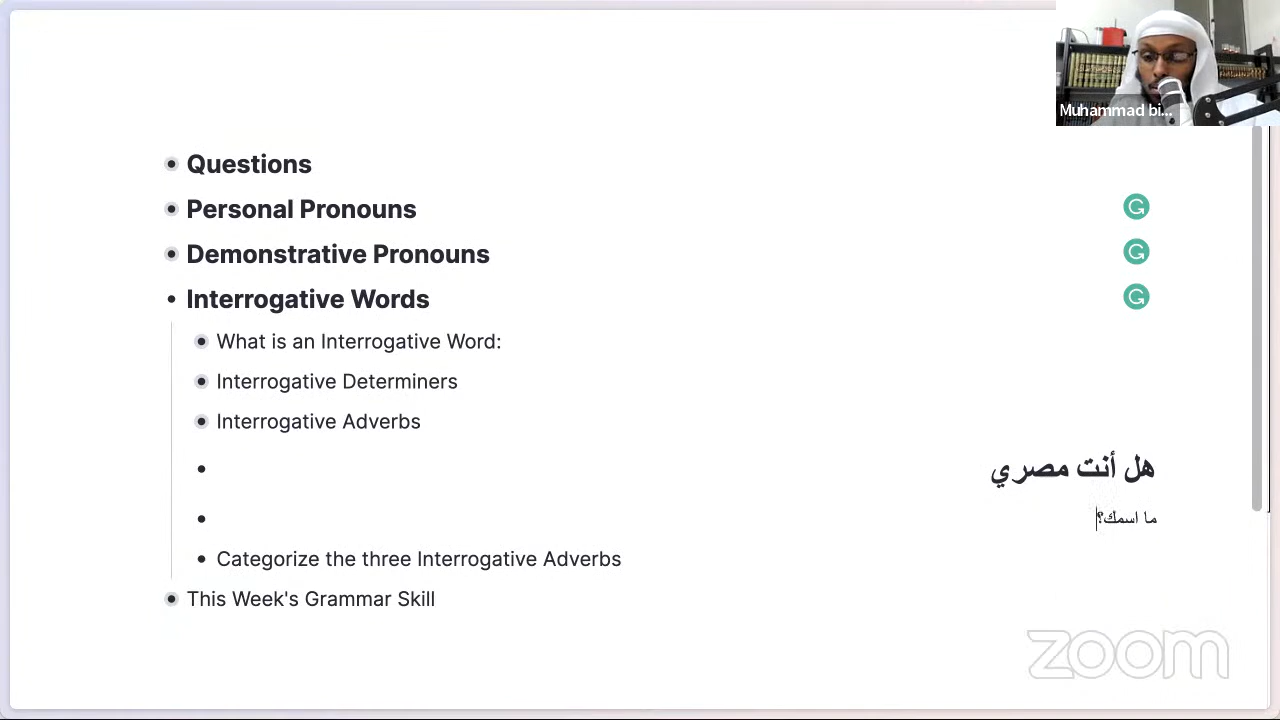 Muhammad bi...
Questions
Personal Pronouns
Demonstrative Pronouns
Interrogative Words
What is an Interrogative Word:
Interrogative Determiners
Interrogative Adverbs
هل أنت مصري
ما اسمك؟
Categorize the three Interrogative Adverbs
This Week's Grammar Skill
zoom